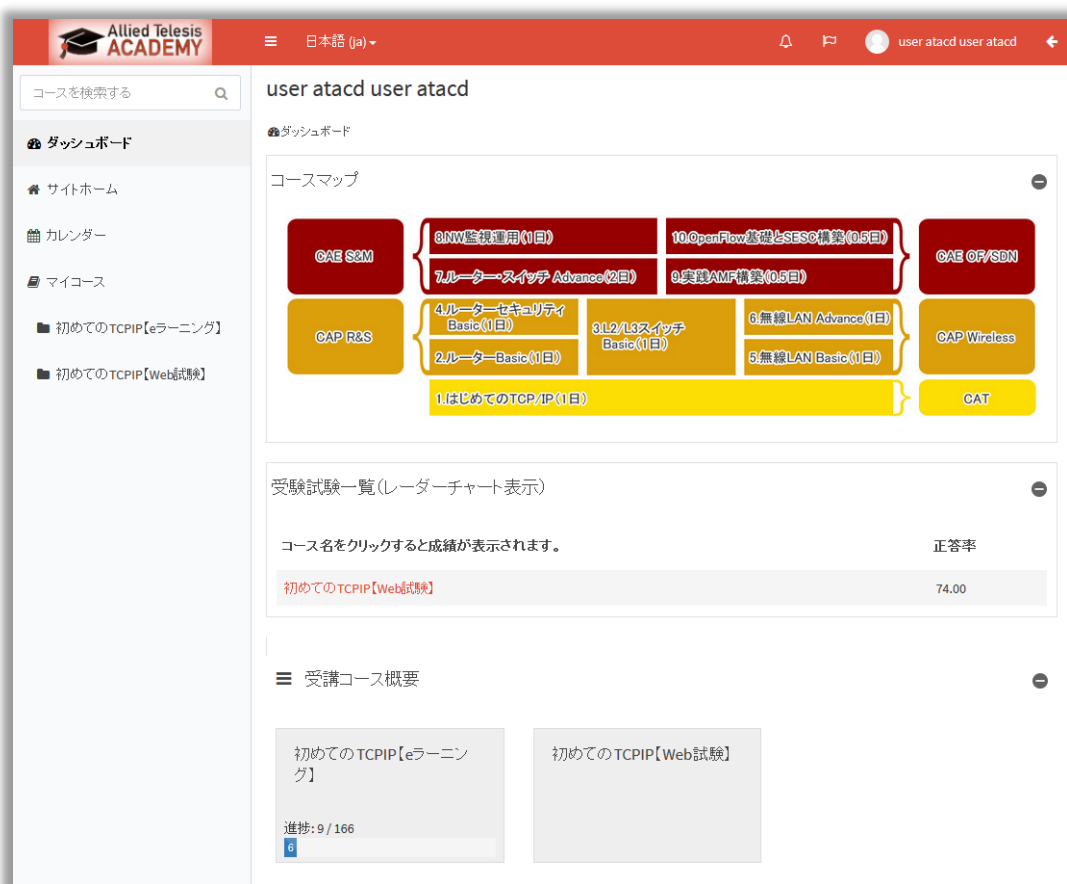 Allied Telesis
ACADEMY
日本語 (ja)
user atacd user atacd
コースを検索する
ダッシュボード
サイトホーム
カレンダー
マイコース
初めてのTCPIP【eラーニング】
初めてのTCPIP【Web試験】
user atacd user atacd
ダッシュボード
コースマップ
CAE S&M
8.NW監視運用(1日)
10.OpenFlow基礎とSESC構築(0.5日)
CAE OF/SDN
7.ルーター・スイッチ Advance(2日)
9.実践AMF構築(0.5日)
CAP R&S
4.ルーターセキュリティ
Basic(1日)
3.L2/L3スイッチ
Basic(1日)
6.無線LAN Advance(1日)
CAP Wireless
2.ルーターBasic(1日)
5.無線LAN Basic(1日)
1.はじめてのTCP/IP(1日)
CAT
受験試験一覧(レーダーチャート表示)
コース名をクリックすると成績が表示されます。
正答率
初めてのTCPIP【Web試験】
74.00
受講コース概要
初めてのTCPIP【eラーニン
グ】
進捗: 9 / 166
6
初めてのTCPIP【Web試験】